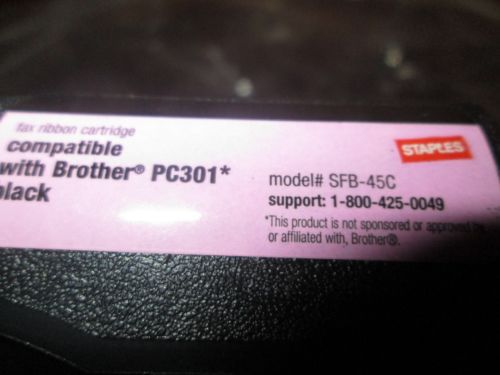 fax ribbon cartridge
compatible
with Brother® PC301*
black
STAPLES
model# SFB-45C
support: 1-800-425-0049
*This product is not sponsored or approved by,
or affiliated with, Brother®.